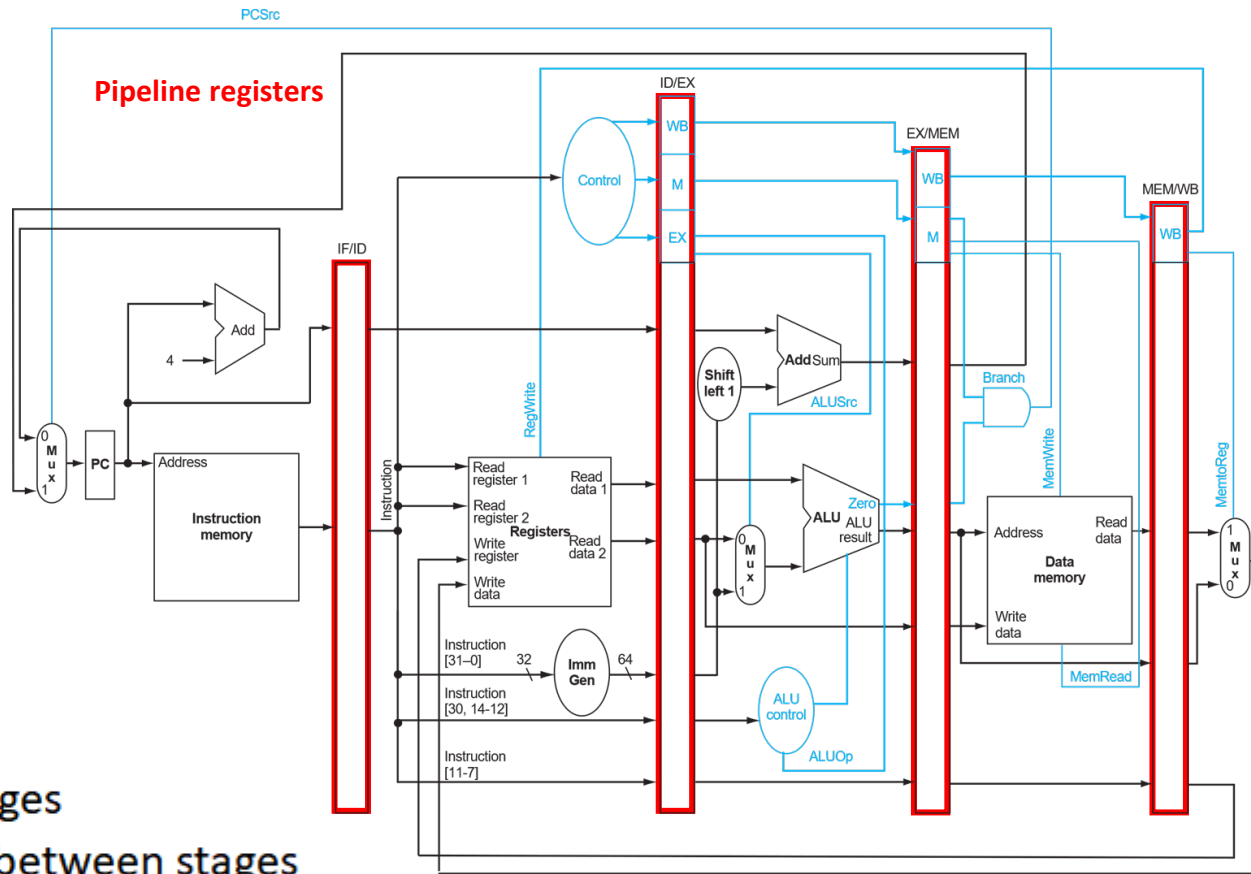 PCSrc
Pipeline registers
ID/EX
WB
EX/MEM
Control
M
WB
MEM/WB
EX
M
WB
IF/ID
Add
4
Add Sum
Shift
left 1
Branch
ALUSrc
RegWrite
MemWrite
MemtoReg
0
M
u
x
1
PC
Address
Instruction
memory
Instruction
Read
register 1
Read
data 1
Read
register 2
Registers
Write
register
Read
data 2
Write
data
0
M
u
x
1
Zero
ALU
ALU
result
Address
Read
data
Data
memory
Write
data
1
M
u
x
0
Instruction
[31–0]
32
Imm
Gen
64
MemRead
Instruction
[30, 14-12]
ALU
control
Instruction
[11-7]
ALUOp
between stages